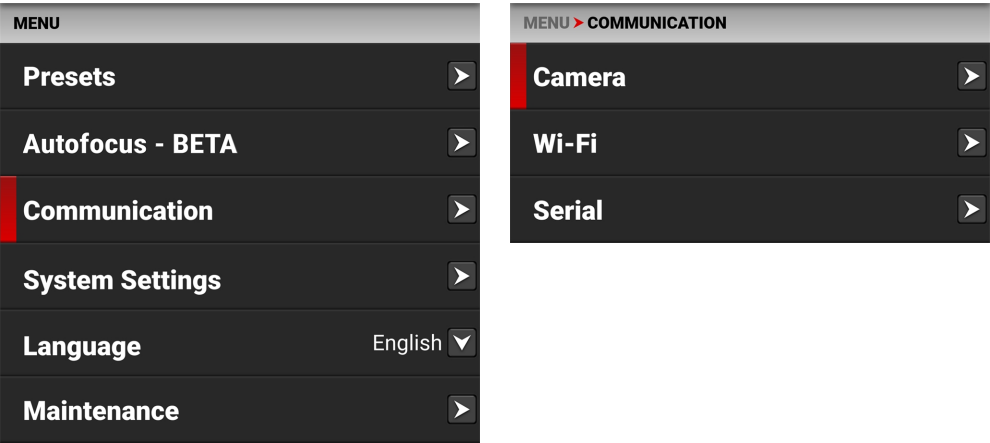 MENU
Presets
Autofocus - BETA
Communication
System Settings
Language English
Maintenance
MENU COMMUNICATION
Camera
Wi-Fi
Serial